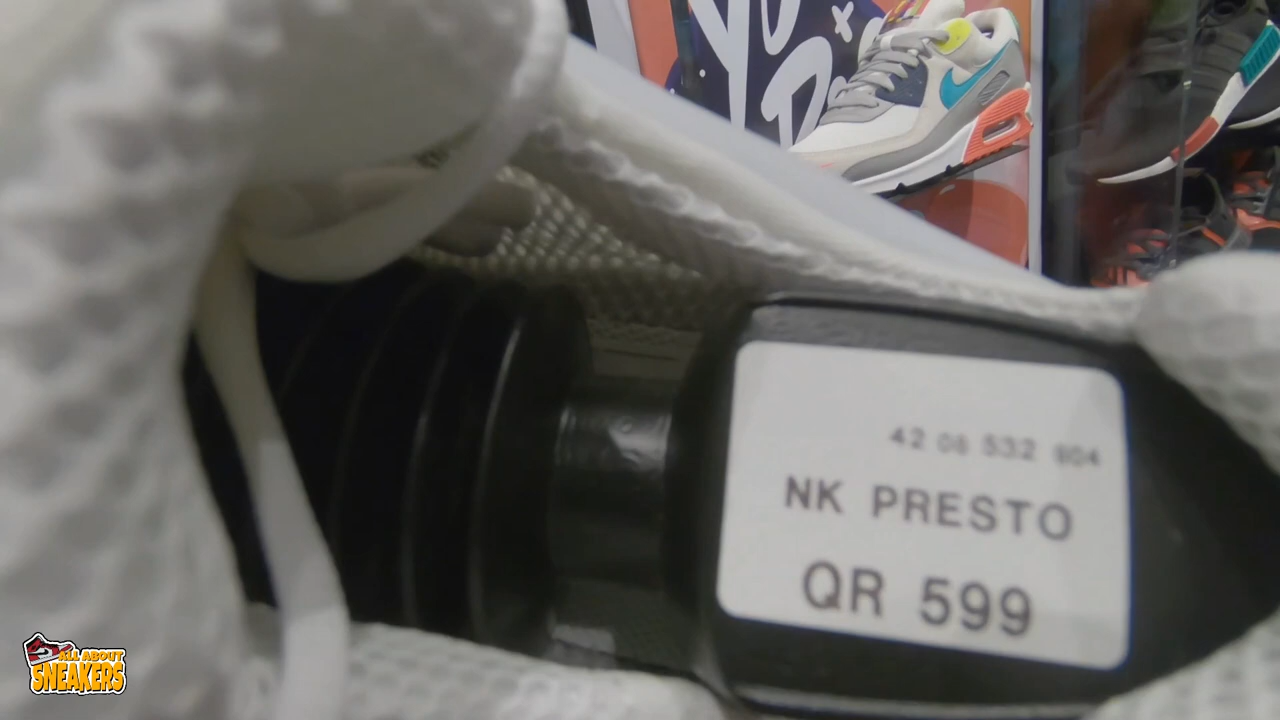 42 08 532 804
NK PRESTO
QR 599
ALL ABOUT
SNEAKERS